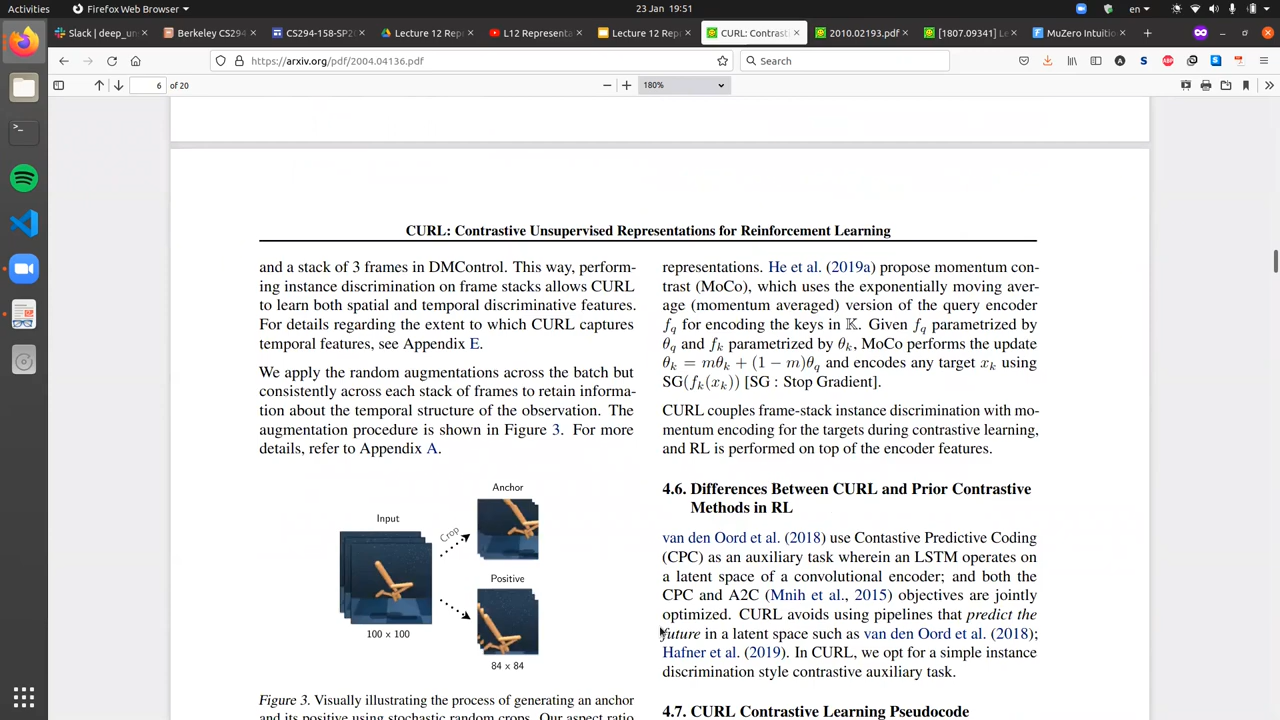 Activities
Firefox Web Browser
23 Jan 19:51
en
Slack | deep_un
Berkeley CS294
CS294-158-SP2
Lecture 12 Rep
L12 Representa
Lecture 12 Rep
CURL: Contrasti
2010.02193.pdf
[1807.09341] Le
MuZero Intuitio
https://arxiv.org/pdf/2004.04136.pdf
Search
6
of 20
180%
CURL: Contrastive Unsupervised Representations for Reinforcement Learning
and a stack of 3 frames in DMControl. This way, perform-
ing instance discrimination on frame stacks allows CURL
to learn both spatial and temporal discriminative features.
For details regarding the extent to which CURL captures
temporal features, see Appendix E.
We apply the random augmentations across the batch but
consistently across each stack of frames to retain informa-
tion about the temporal structure of the observation. The
augmentation procedure is shown in Figure 3. For more
details, refer to Appendix A.
Input
100 x 100
Crop
Anchor
Positive
84 x 84
Figure 3. Visually illustrating the process of generating an anchor
and its positive using stochastic random crops. Our aspect ratio
representations. He et al. (2019a) propose momentum con-
trast (MoCo), which uses the exponentially moving aver-
age (momentum averaged) version of the query encoder
f_q for encoding the keys in 𝕂. Given f_q parametrized by
θ_q and f_k parametrized by θ_k, MoCo performs the update
θ_k = mθ_k + (1 − m)θ_q and encodes any target x_k using
SG(f_k(x_k)) [SG : Stop Gradient].
CURL couples frame-stack instance discrimination with mo-
mentum encoding for the targets during contrastive learning,
and RL is performed on top of the encoder features.
4.6. Differences Between CURL and Prior Contrastive
Methods in RL
van den Oord et al. (2018) use Contastive Predictive Coding
(CPC) as an auxiliary task wherein an LSTM operates on
a latent space of a convolutional encoder; and both the
CPC and A2C (Mnih et al., 2015) objectives are jointly
optimized. CURL avoids using pipelines that predict the
future in a latent space such as van den Oord et al. (2018);
Hafner et al. (2019). In CURL, we opt for a simple instance
discrimination style contrastive auxiliary task.
4.7. CURL Contrastive Learning Pseudocode